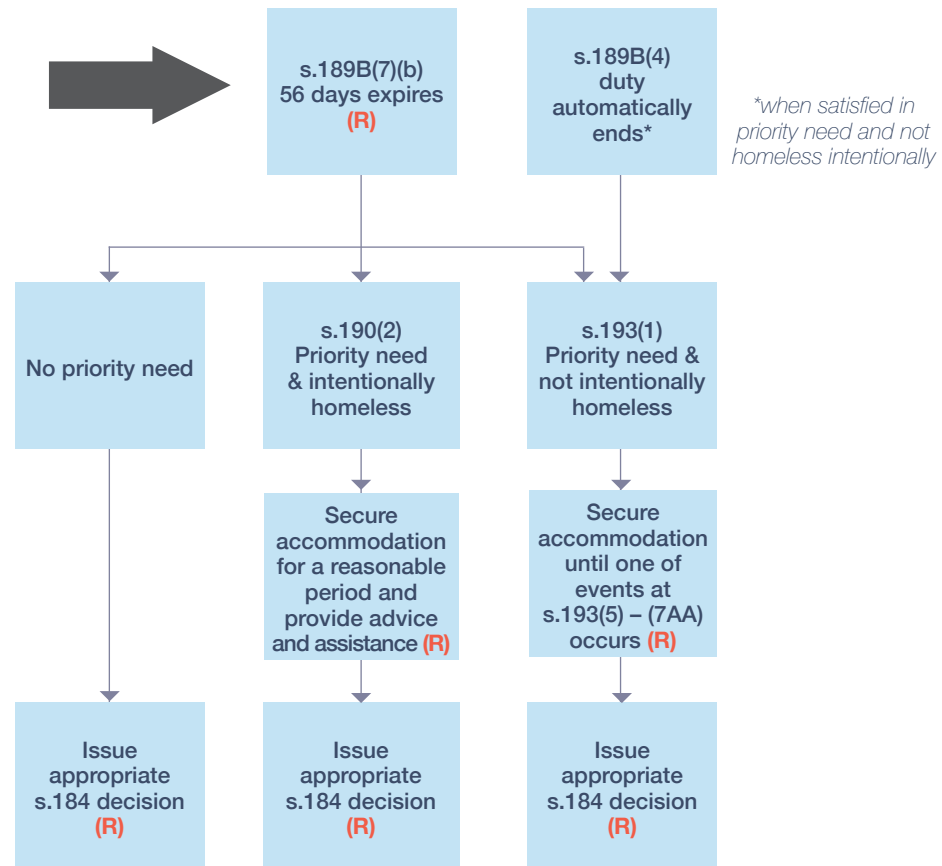 s.189B(7)(b)
56 days expires
(R)
s.189B(4)
duty
automatically
ends*
*when satisfied in
priority need and not
homeless intentionally
No priority need
s.190(2)
Priority need
& intentionally
homeless
s.193(1)
Priority need &
not intentionally
homeless
Secure
accommodation
for a reasonable
period and
provide advice
and assistance (R)
Secure
accommodation
until one of
events at
s.193(5) – (7AA)
occurs (R)
Issue
appropriate
s.184 decision
(R)
Issue
appropriate
s.184 decision
(R)
Issue
appropriate
s.184 decision
(R)